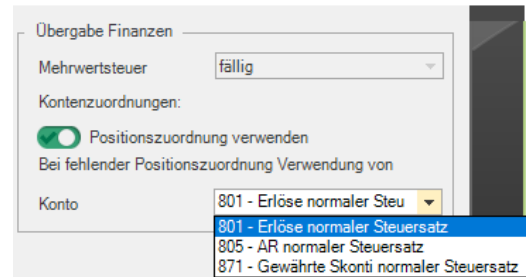 Übergabe Finanzen
Mehrwertsteuer fällig
Kontenzuordnungen:
Positionszuordnung verwenden
Bei fehlender Positionszuordnung Verwendung von
Konto 801 - Erlöse normaler Steu
801 - Erlöse normaler Steuersatz
805 - AR normaler Steuersatz
871 - Gewährte Skonti normaler Steuersatz